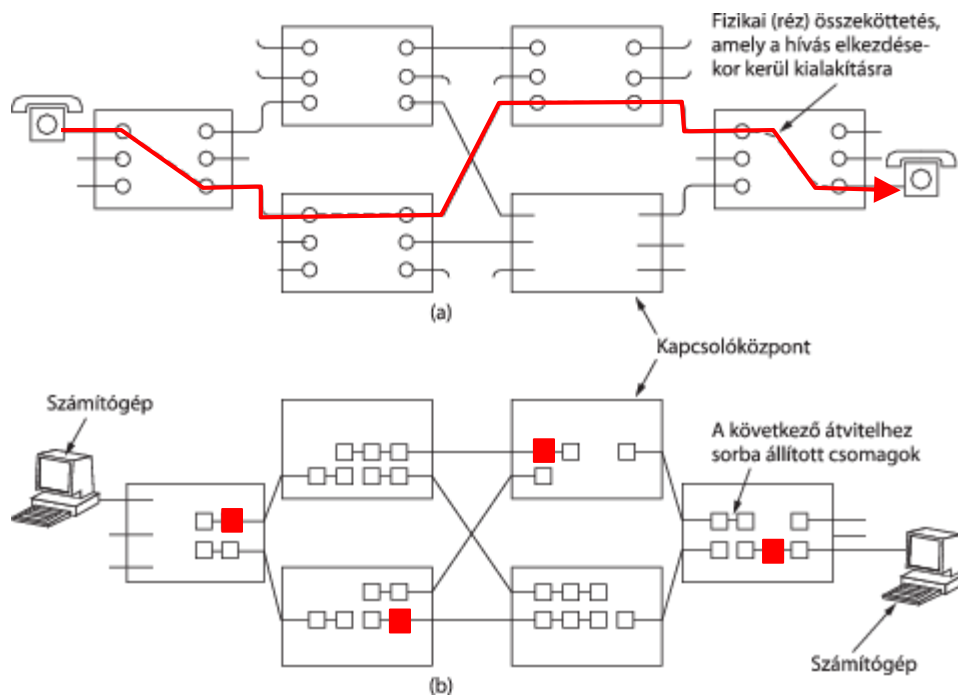 Fizikai (réz) összeköttetés,
amely a hívás elkezdése-
kor kerül kialakításra
(a)
Kapcsolóközpont
Számítógép
A következő átvitelhez
sorba állított csomagok
Számítógép
(b)